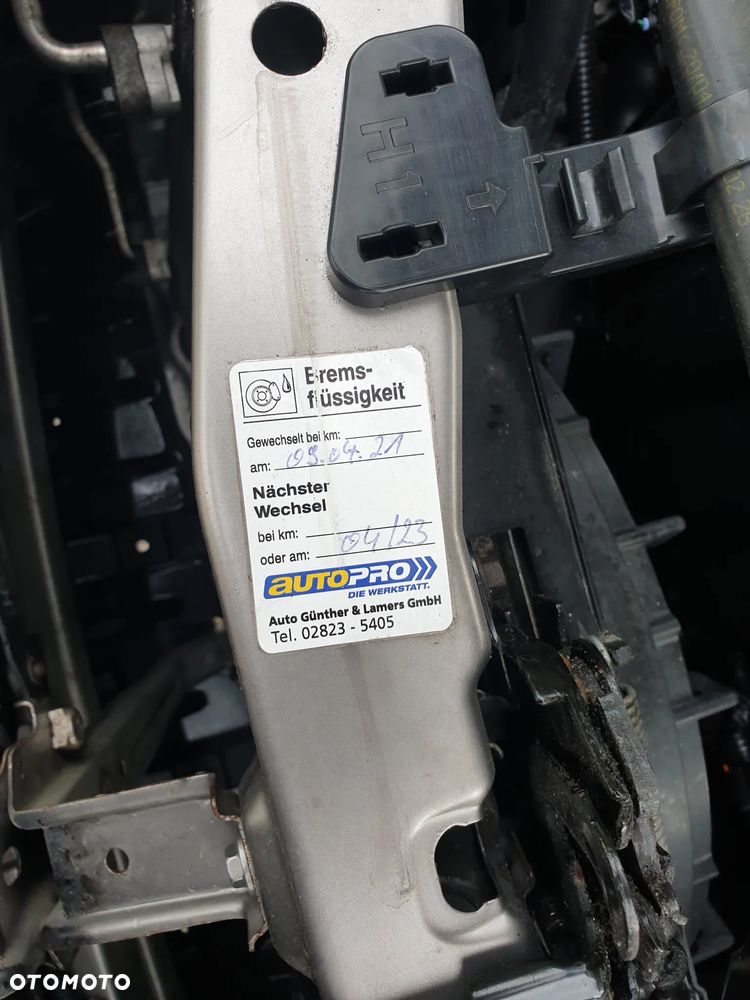 H1
Brems-
flüssigkeit
Gewechselt bei km:
am: 09.04.21
Nächster
Wechsel
bei km:
oder am: 04/23
AUTOPRO
DIE WERKSTATT.
Auto Günther & Lamers GmbH
Tel. 02823 - 5405
OTOMOTO